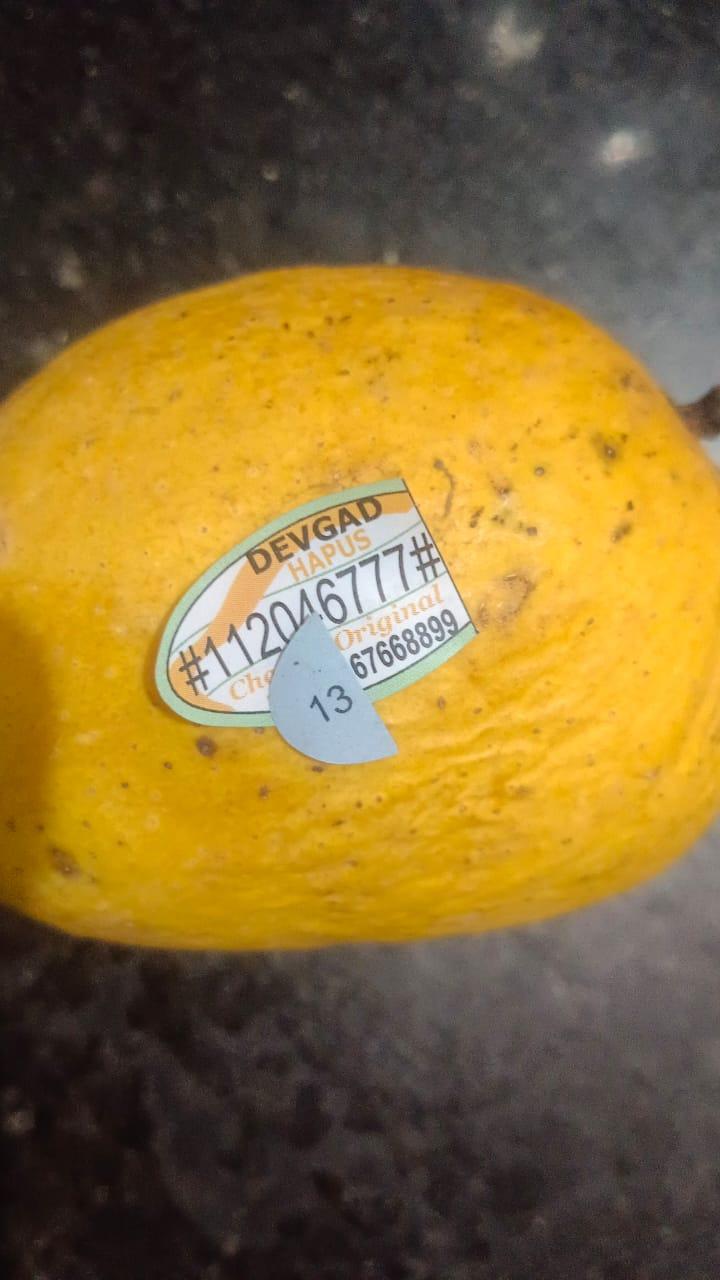 DEVGAD
HAPUS
#112046777#
Original
67668899
13